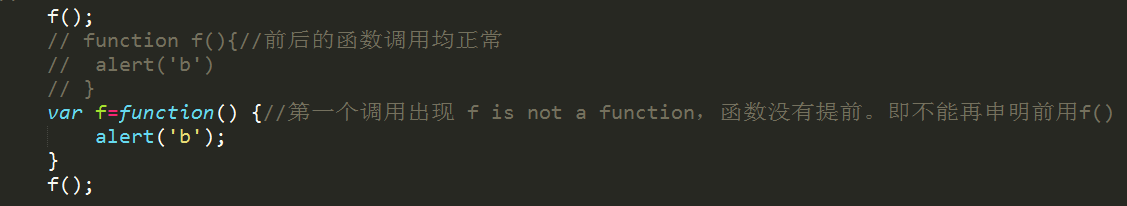 f();
// function f(){//前后的函数调用均正常
//  alert('b')
// }
var f=function() {//第一个调用出现 f is not a function，函数没有提前。即不能再申明前用f()
    alert('b');
}
f();